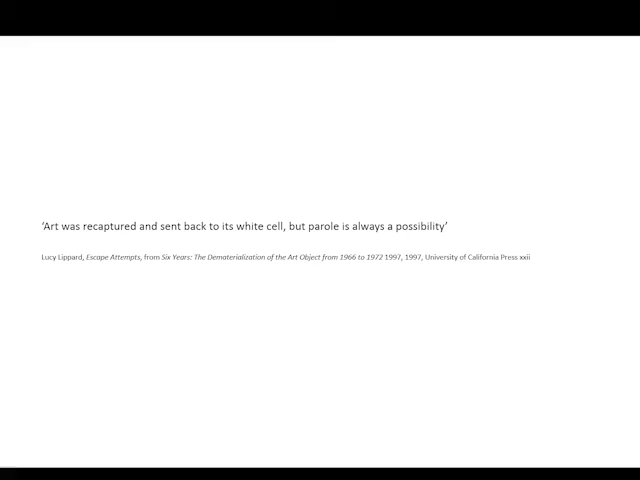 ‘Art was recaptured and sent back to its white cell, but parole is always a possibility’
Lucy Lippard, Escape Attempts, from Six Years: The Dematerialization of the Art Object from 1966 to 1972 1997, 1997, University of California Press xxii